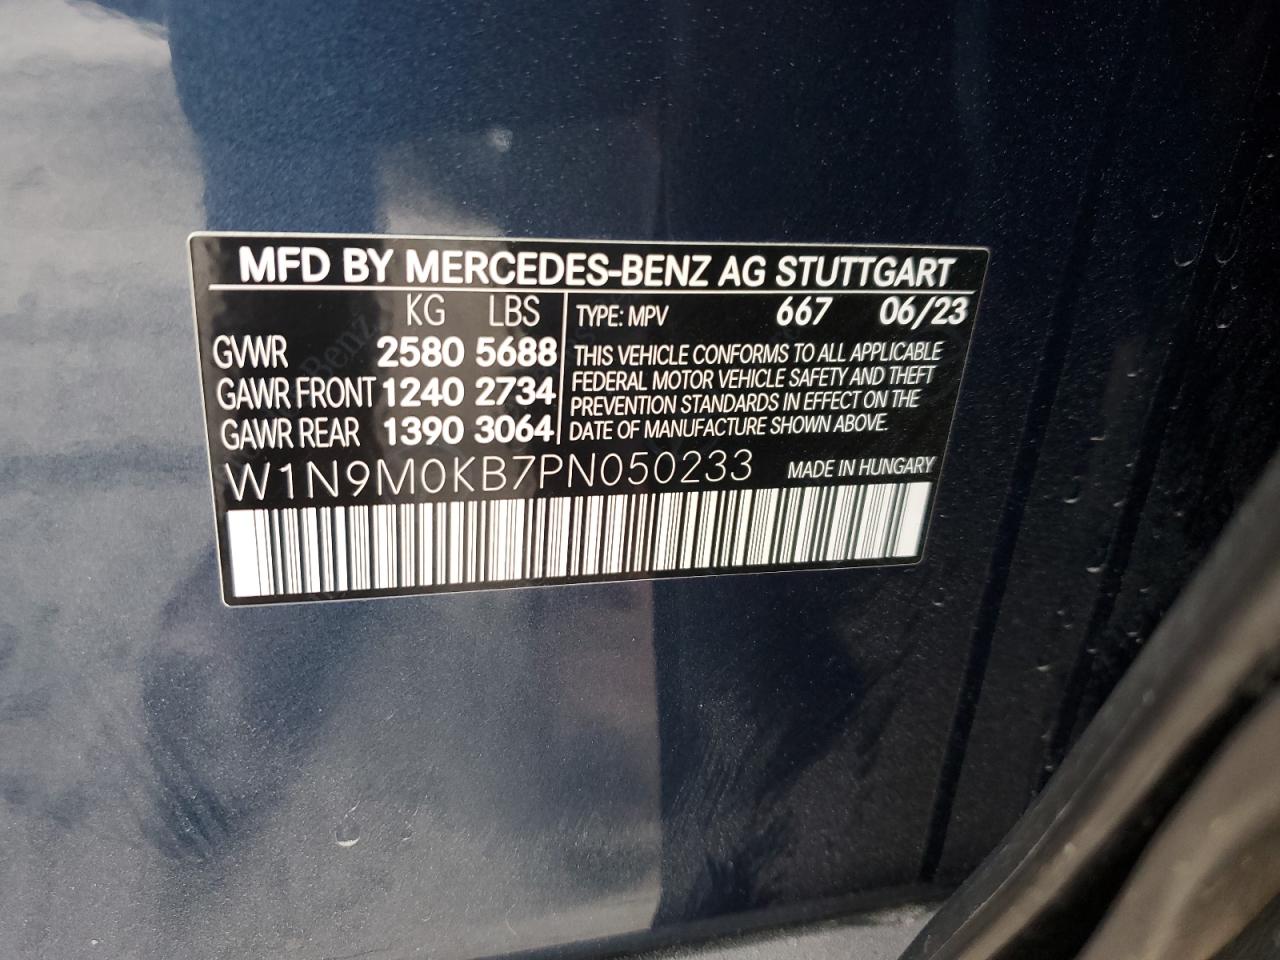 MFD BY MERCEDES-BENZ AG STUTTGART
KG LBS
GVWR 2580 5688
GAWR FRONT 1240 2734
GAWR REAR 1390 3064
TYPE: MPV 667 06/23
THIS VEHICLE CONFORMS TO ALL APPLICABLE
FEDERAL MOTOR VEHICLE SAFETY AND THEFT
PREVENTION STANDARDS IN EFFECT ON THE
DATE OF MANUFACTURE SHOWN ABOVE.
W1N9M0KB7PN050233 MADE IN HUNGARY